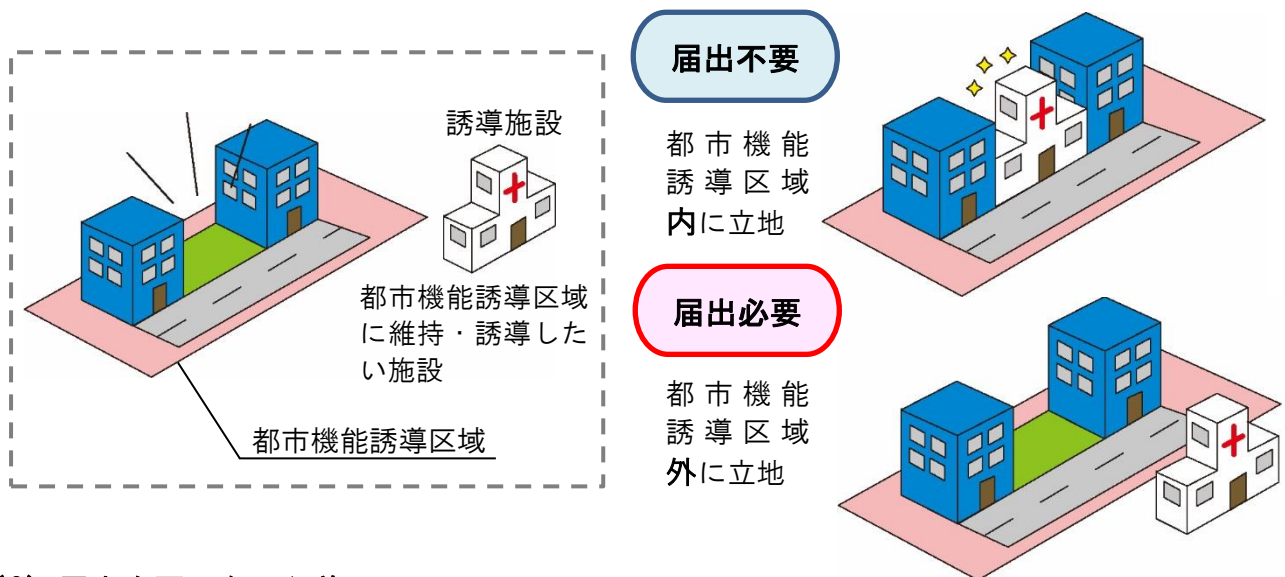 誘導施設
都市機能誘導区域
に維持・誘導した
い施設
都市機能誘導区域
届出不要
都市機能
誘導区域
内に立地
届出必要
都市機能
誘導区域
外に立地